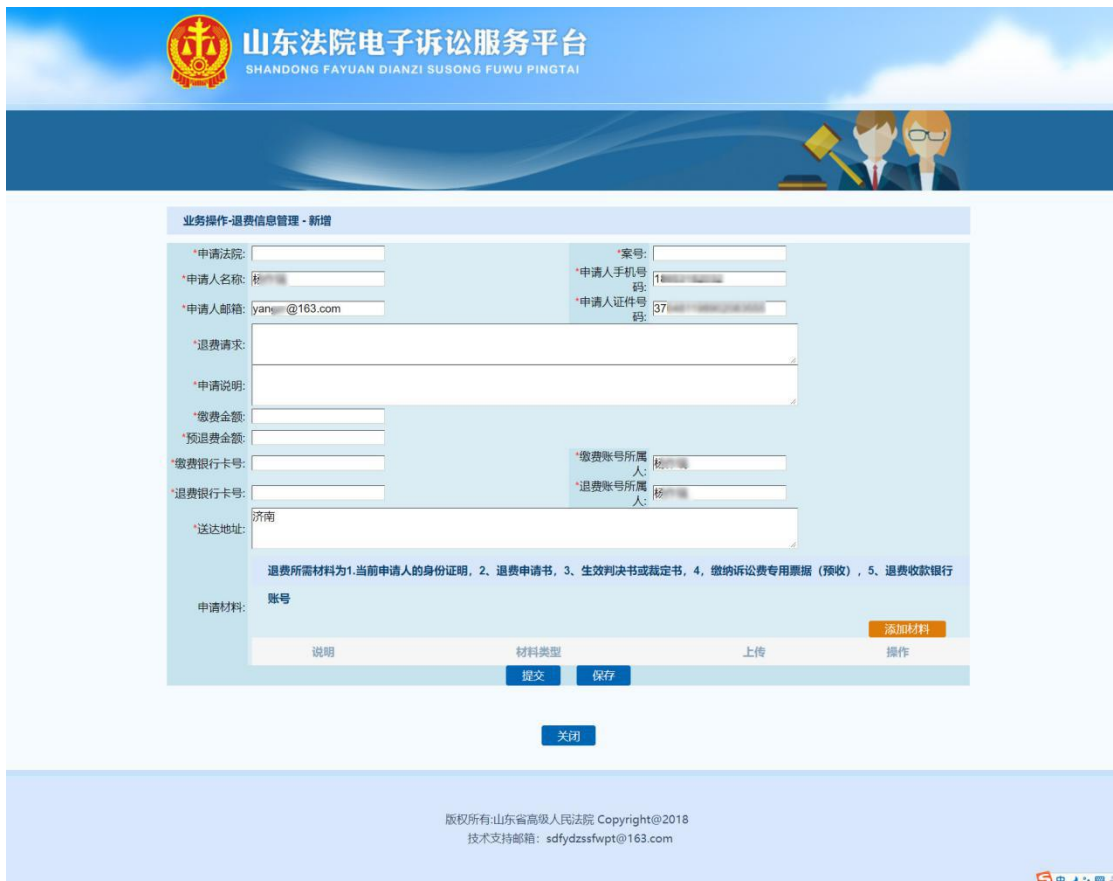 山东法院电子诉讼服务平台
SHANDONG FAYUAN DIANZI SUSONG FUWU PINGTAI
业务操作-退费信息管理 - 新增
*申请法院: *案号:
*申请人名称: 杨 *申请人手机号码: 18
*申请人邮箱: yang @163.com *申请人证件号码: 37
*退费请求:
*申请说明:
*缴费金额:
*预退费金额:
*缴费银行卡号: *缴费账号所属人: 杨
*退费银行卡号: *退费账号所属人: 杨
*送达地址: 济南
退费所需材料为1.当前申请人的身份证明，2、退费申请书，3、生效判决书或裁定书，4，缴纳诉讼费专用票据（预收），5、退费收款银行
账号
申请材料:
添加材料
说明 材料类型 上传 操作
提交 保存
关闭
版权所有:山东省高级人民法院 Copyright@2018
技术支持邮箱：sdfydzssfwpt@163.com